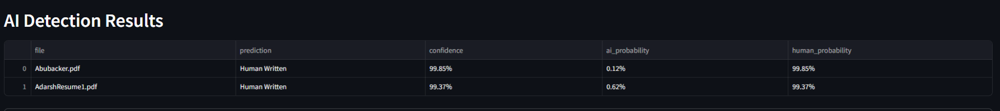 AI Detection Results
file prediction confidence ai_probability human_probability
0 Abubacker.pdf Human Written 99.85% 0.12% 99.85%
1 AdarshResume1.pdf Human Written 99.37% 0.62% 99.37%